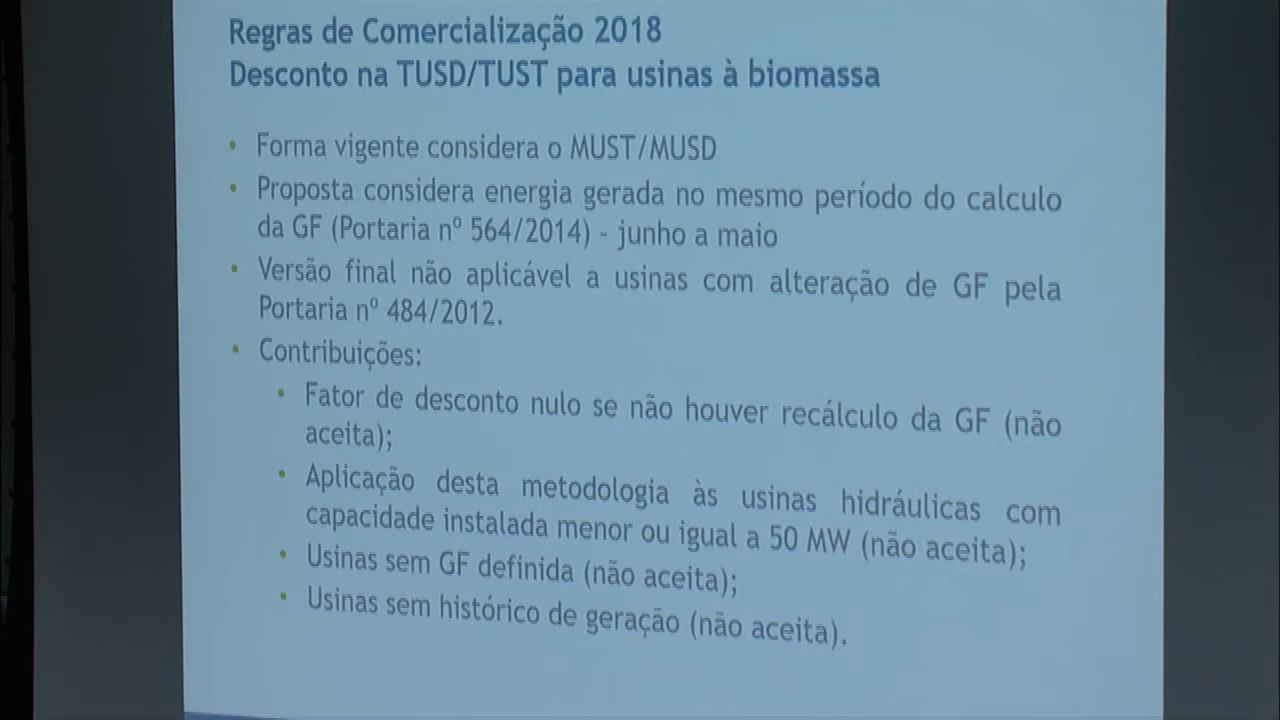 Regras de Comercialização 2018
Desconto na TUSD/TUST para usinas à biomassa
• Forma vigente considera o MUST/MUSD
• Proposta considera energia gerada no mesmo período do calculo
da GF (Portaria nº 564/2014) - junho a maio
• Versão final não aplicável a usinas com alteração de GF pela
Portaria nº 484/2012.
• Contribuições:
• Fator de desconto nulo se não houver recálculo da GF (não
aceita);
• Aplicação desta metodologia às usinas hidráulicas com
capacidade instalada menor ou igual a 50 MW (não aceita);
• Usinas sem GF definida (não aceita);
• Usinas sem histórico de geração (não aceita).